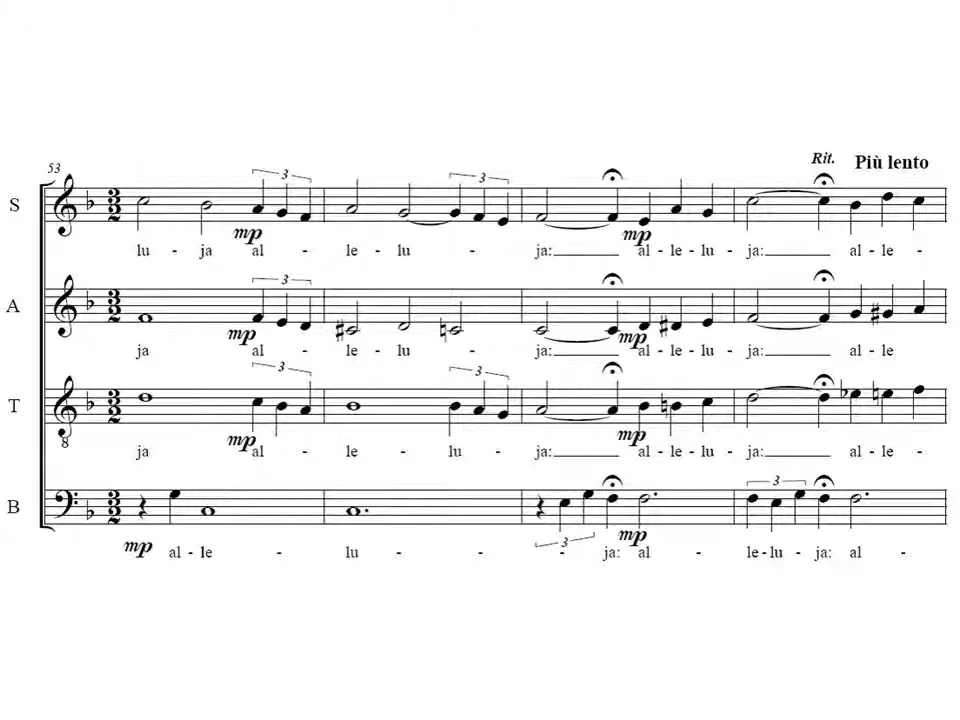 53 Rit. Più lento
3 3
S
mp mp
lu - ja al - le - lu - ja: al - le - lu - ja: al - le -
3
A
mp mp
ja al - le - lu - ja: al - le - lu - ja: al - le
3 3
T
8
mp mp
ja al - le - lu - ja: al - le - lu - ja: al - le -
3
B
3
mp mp
al - le - lu - - - ja: al - le - lu - ja: al -